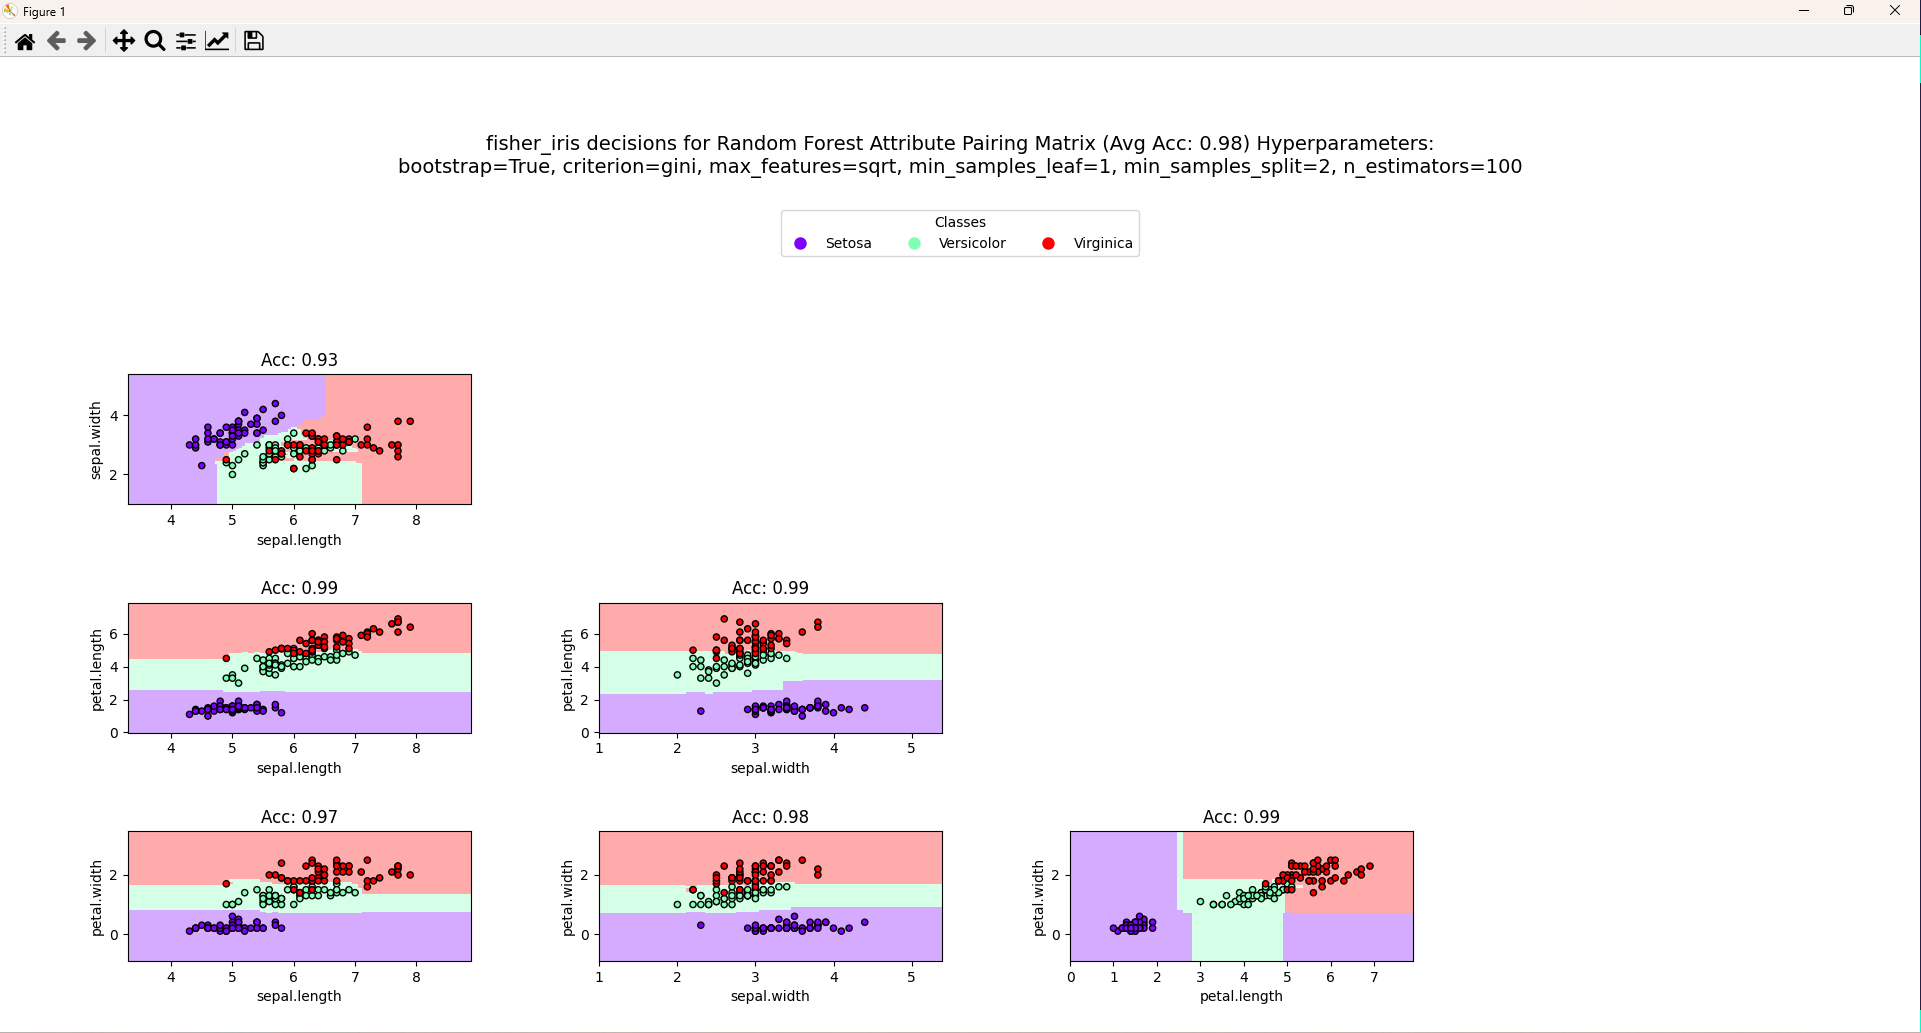 Figure 1
fisher_iris decisions for Random Forest Attribute Pairing Matrix (Avg Acc: 0.98) Hyperparameters:
bootstrap=True, criterion=gini, max_features=sqrt, min_samples_leaf=1, min_samples_split=2, n_estimators=100
Classes
Setosa Versicolor Virginica
Acc: 0.93
sepal.width
4
2
4 5 6 7 8
sepal.length
Acc: 0.99
petal.length
6
4
2
0
4 5 6 7 8
sepal.length
Acc: 0.99
petal.length
6
4
2
0
1 2 3 4 5
sepal.width
Acc: 0.97
petal.width
2
0
4 5 6 7 8
sepal.length
Acc: 0.98
petal.width
2
0
1 2 3 4 5
sepal.width
Acc: 0.99
petal.width
2
0
0 1 2 3 4 5 6 7
petal.length